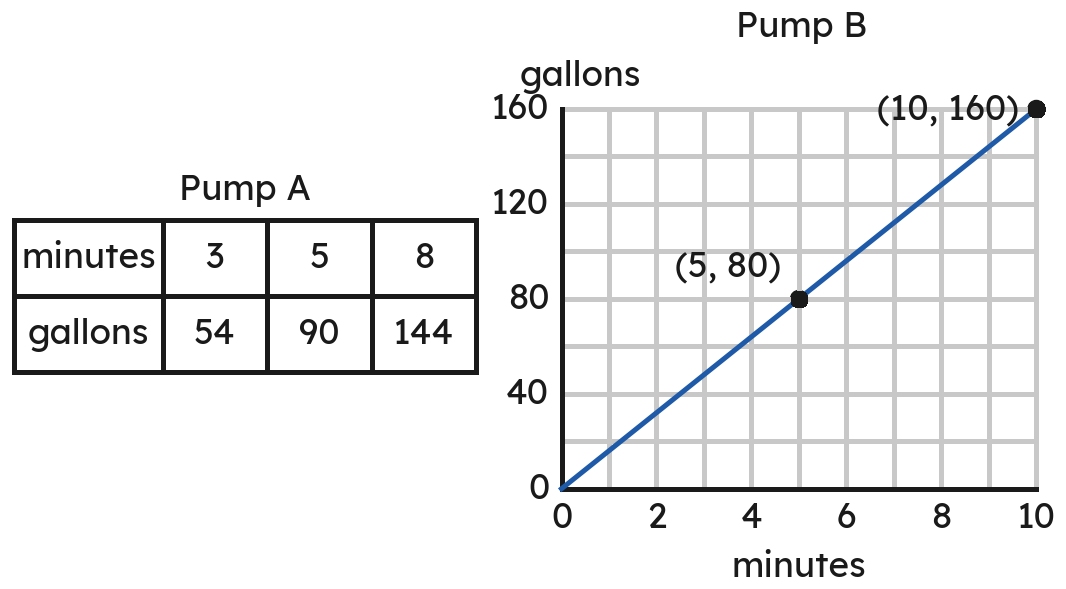 Pump A
minutes 3 5 8
gallons 54 90 144
Pump B
gallons
160
(10, 160)
120
(5, 80)
80
40
0
0 2 4 6 8 10
minutes